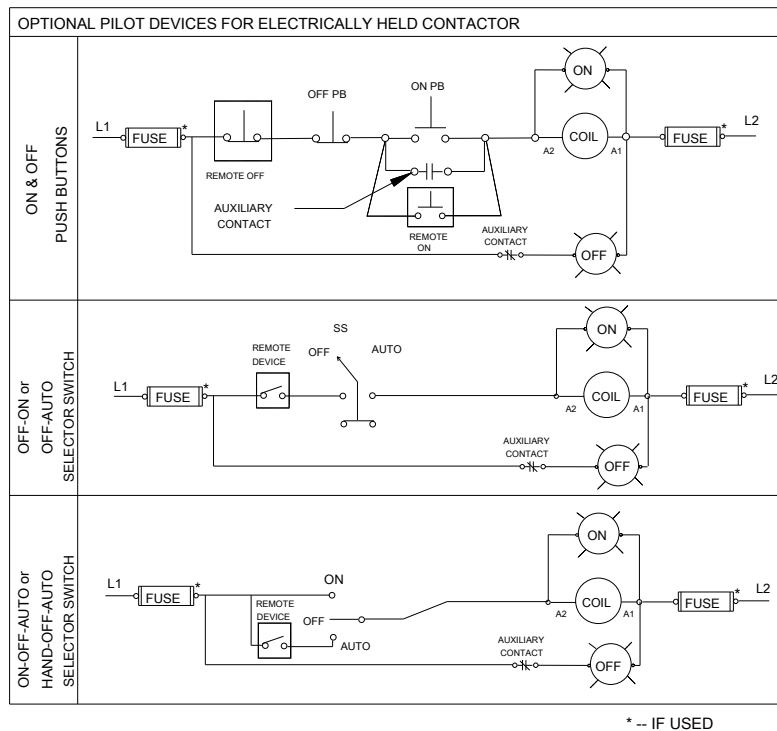 OPTIONAL PILOT DEVICES FOR ELECTRICALLY HELD CONTACTOR
ON & OFF
PUSH BUTTONS
L1
FUSE
*
REMOTE OFF
OFF PB
ON PB
AUXILIARY
CONTACT
REMOTE
ON
AUXILIARY
CONTACT
ON
COIL
A2
A1
OFF
FUSE
*
L2
OFF-ON or
OFF-AUTO
SELECTOR SWITCH
L1
FUSE
*
REMOTE
DEVICE
SS
OFF
AUTO
AUXILIARY
CONTACT
ON
COIL
A2
A1
OFF
FUSE
*
L2
ON-OFF-AUTO or
HAND-OFF-AUTO
SELECTOR SWITCH
L1
FUSE
*
REMOTE
DEVICE
ON
OFF
AUTO
AUXILIARY
CONTACT
ON
COIL
A2
A1
OFF
FUSE
*
L2
* -- IF USED